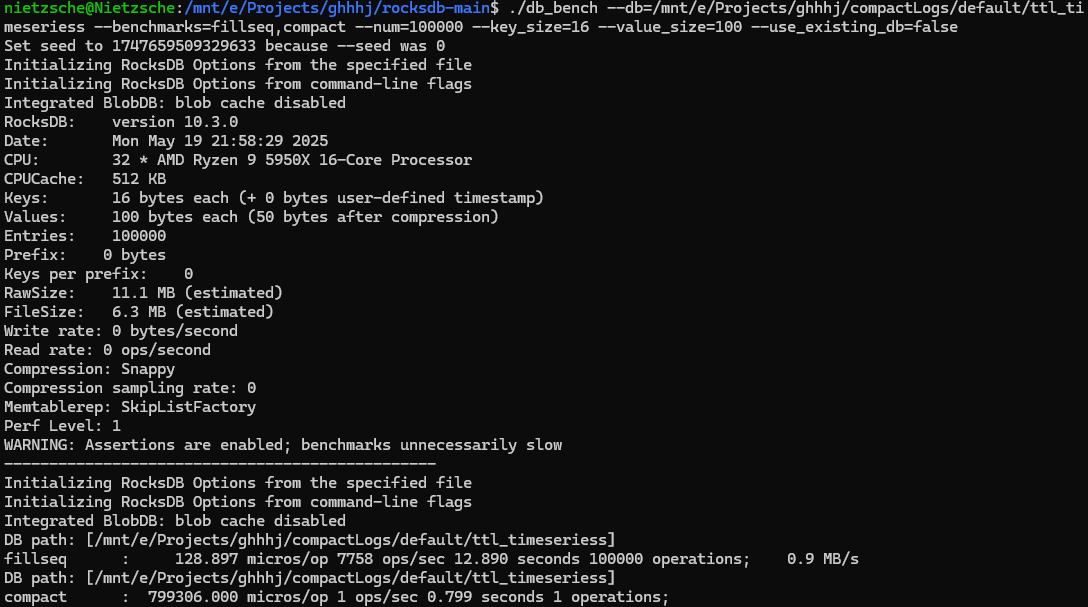 nietzsche@Nietzsche:/mnt/e/Projects/ghhhj/rocksdb-main$ ./db_bench --db=/mnt/e/Projects/ghhhj/compactLogs/default/ttl_ti
meseriess --benchmarks=fillseq,compact --num=100000 --key_size=16 --value_size=100 --use_existing_db=false
Set seed to 1747659509329633 because --seed was 0
Initializing RocksDB Options from the specified file
Initializing RocksDB Options from command-line flags
Integrated BlobDB: blob cache disabled
RocksDB:    version 10.3.0
Date:       Mon May 19 21:58:29 2025
CPU:        32 * AMD Ryzen 9 5950X 16-Core Processor
CPUCache:   512 KB
Keys:       16 bytes each (+ 0 bytes user-defined timestamp)
Values:     100 bytes each (50 bytes after compression)
Entries:    100000
Prefix:    0 bytes
Keys per prefix:    0
RawSize:    11.1 MB (estimated)
FileSize:   6.3 MB (estimated)
Write rate: 0 bytes/second
Read rate: 0 ops/second
Compression: Snappy
Compression sampling rate: 0
Memtablerep: SkipListFactory
Perf Level: 1
WARNING: Assertions are enabled; benchmarks unnecessarily slow
------------------------------------------------
Initializing RocksDB Options from the specified file
Initializing RocksDB Options from command-line flags
Integrated BlobDB: blob cache disabled
DB path: [/mnt/e/Projects/ghhhj/compactLogs/default/ttl_timeseriess]
fillseq      :     128.897 micros/op 7758 ops/sec 12.890 seconds 100000 operations;    0.9 MB/s
DB path: [/mnt/e/Projects/ghhhj/compactLogs/default/ttl_timeseriess]
compact      :  799306.000 micros/op 1 ops/sec 0.799 seconds 1 operations;